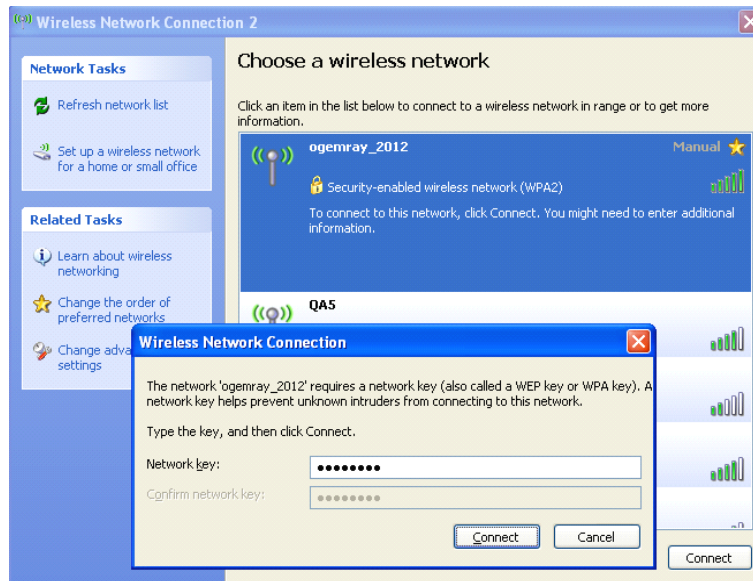 Wireless Network Connection 2
Network Tasks
Refresh network list
Set up a wireless network
for a home or small office
Related Tasks
Learn about wireless
networking
Change the order of
preferred networks
Change adva
settings
Choose a wireless network
Click an item in the list below to connect to a wireless network in range or to get more
information.
ogemray_2012
Manual
Security-enabled wireless network (WPA2)
To connect to this network, click Connect. You might need to enter additional
information.
QA5
Wireless Network Connection
The network 'ogemray_2012' requires a network key (also called a WEP key or WPA key). A
network key helps prevent unknown intruders from connecting to this network.
Type the key, and then click Connect.
Network key:
••••••••
Confirm network key:
••••••••
Connect
Cancel
Connect